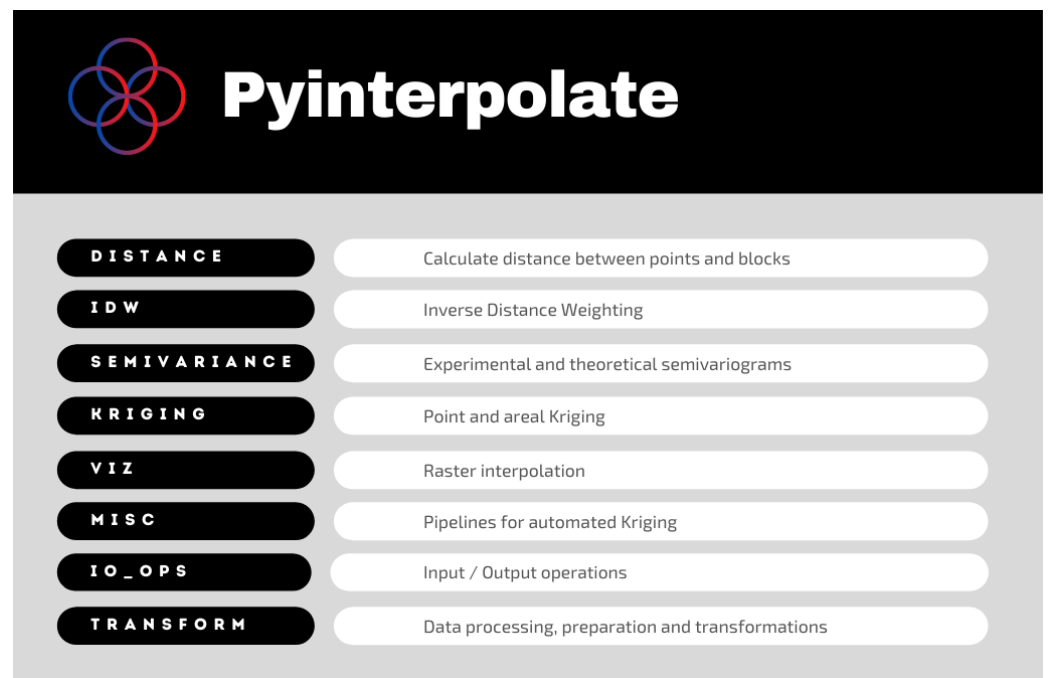 Pyinterpolate
DISTANCE Calculate distance between points and blocks
IDW Inverse Distance Weighting
SEMIVARIANCE Experimental and theoretical semivariograms
KRIGING Point and areal Kriging
VIZ Raster interpolation
MISC Pipelines for automated Kriging
IO_OPS Input / Output operations
TRANSFORM Data processing, preparation and transformations